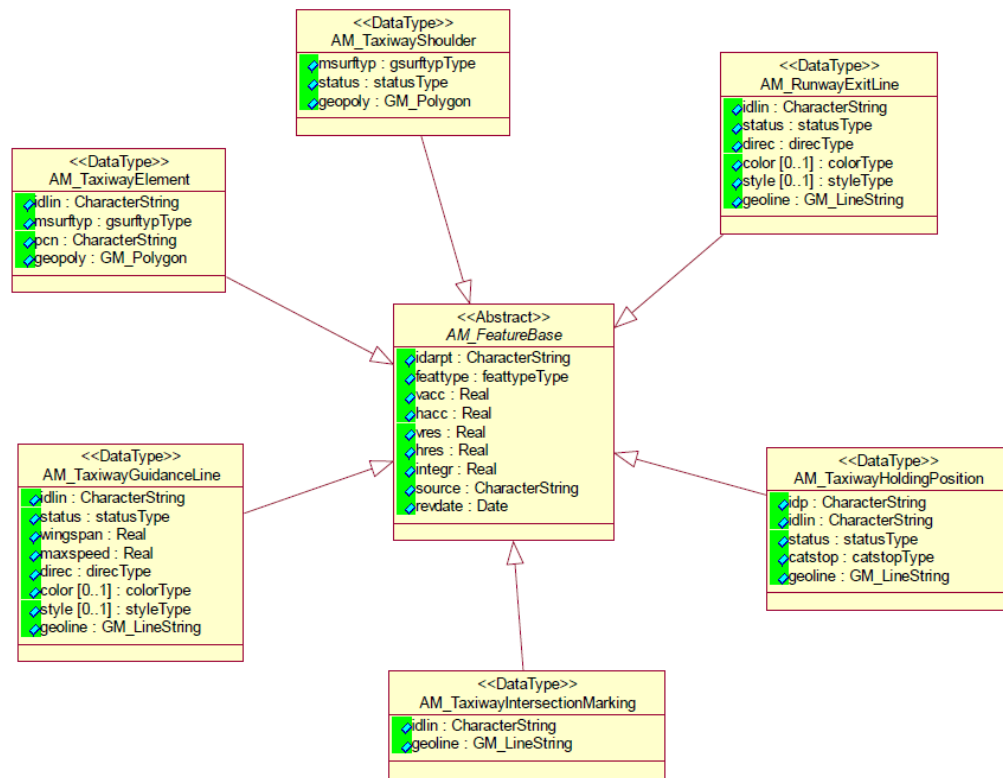 <<DataType>>
AM_TaxiwayShoulder
msurftyp : gsurftypType
status : statusType
geopoly : GM_Polygon
<<DataType>>
AM_RunwayExitLine
idlin : CharacterString
status : statusType
direc : direcType
color [0..1] : colorType
style [0..1] : styleType
geoline : GM_LineString
<<DataType>>
AM_TaxiwayElement
idlin : CharacterString
msurftyp : gsurftypType
pcn : CharacterString
geopoly : GM_Polygon
<<Abstract>>
AM_FeatureBase
idarpt : CharacterString
feattype : feattypeType
vacc : Real
hacc : Real
vres : Real
hres : Real
integr : Real
source : CharacterString
revdate : Date
<<DataType>>
AM_TaxiwayGuidanceLine
idlin : CharacterString
status : statusType
wingspan : Real
maxspeed : Real
direc : direcType
color [0..1] : colorType
style [0..1] : styleType
geoline : GM_LineString
<<DataType>>
AM_TaxiwayHoldingPosition
idp : CharacterString
idlin : CharacterString
status : statusType
catstop : catstopType
geoline : GM_LineString
<<DataType>>
AM_TaxiwayIntersectionMarking
idlin : CharacterString
geoline : GM_LineString